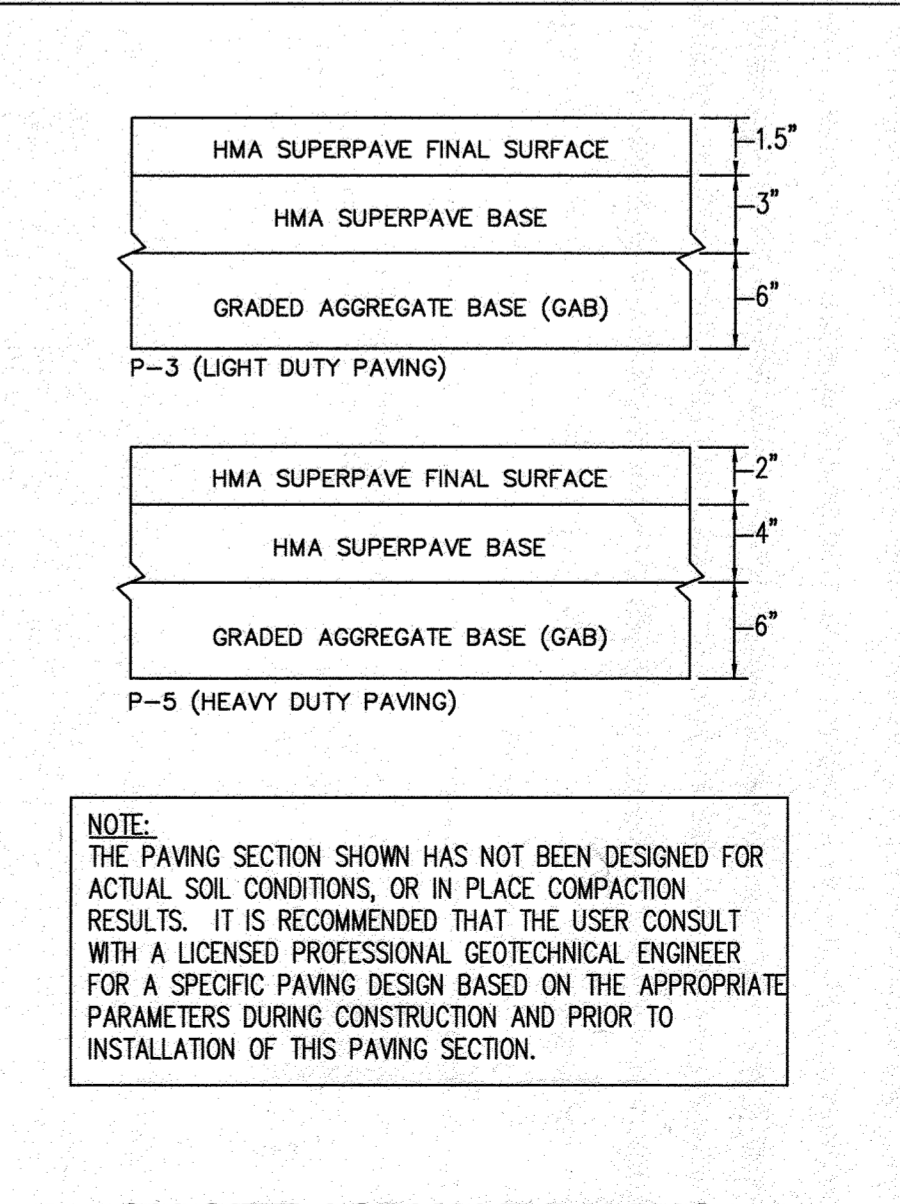 HMA SUPERPAVE FINAL SURFACE
1.5"
HMA SUPERPAVE BASE
3"
GRADED AGGREGATE BASE (GAB)
6"
P-3 (LIGHT DUTY PAVING)
HMA SUPERPAVE FINAL SURFACE
2"
HMA SUPERPAVE BASE
4"
GRADED AGGREGATE BASE (GAB)
6"
P-5 (HEAVY DUTY PAVING)
NOTE:
THE PAVING SECTION SHOWN HAS NOT BEEN DESIGNED FOR
ACTUAL SOIL CONDITIONS, OR IN PLACE COMPACTION
RESULTS. IT IS RECOMMENDED THAT THE USER CONSULT
WITH A LICENSED PROFESSIONAL GEOTECHNICAL ENGINEER
FOR A SPECIFIC PAVING DESIGN BASED ON THE APPROPRIATE
PARAMETERS DURING CONSTRUCTION AND PRIOR TO
INSTALLATION OF THIS PAVING SECTION.